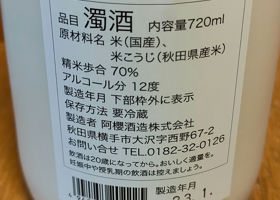 品目 濁酒 内容量720ml
原材料名 米(国産)、
米こうじ(秋田県産米)
精米歩合 70%
アルコール分 12度
製造年月 下部枠外に表示
保存方法 要冷蔵
製造者 阿櫻酒造株式会社
秋田県横手市大沢字西野67-2
お問い合せ TEL.0182-32-0126
飲酒は20歳になってから。おいしく適量を。
妊娠中や授乳期の飲酒は控えましょう。
製造年月
23.1